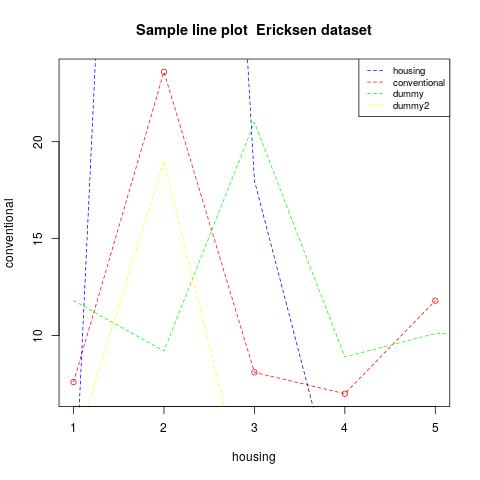 Sample line plot  Ericksen dataset
housing
conventional
dummy
dummy2
conventional
20
15
10
1 2 3 4 5
housing